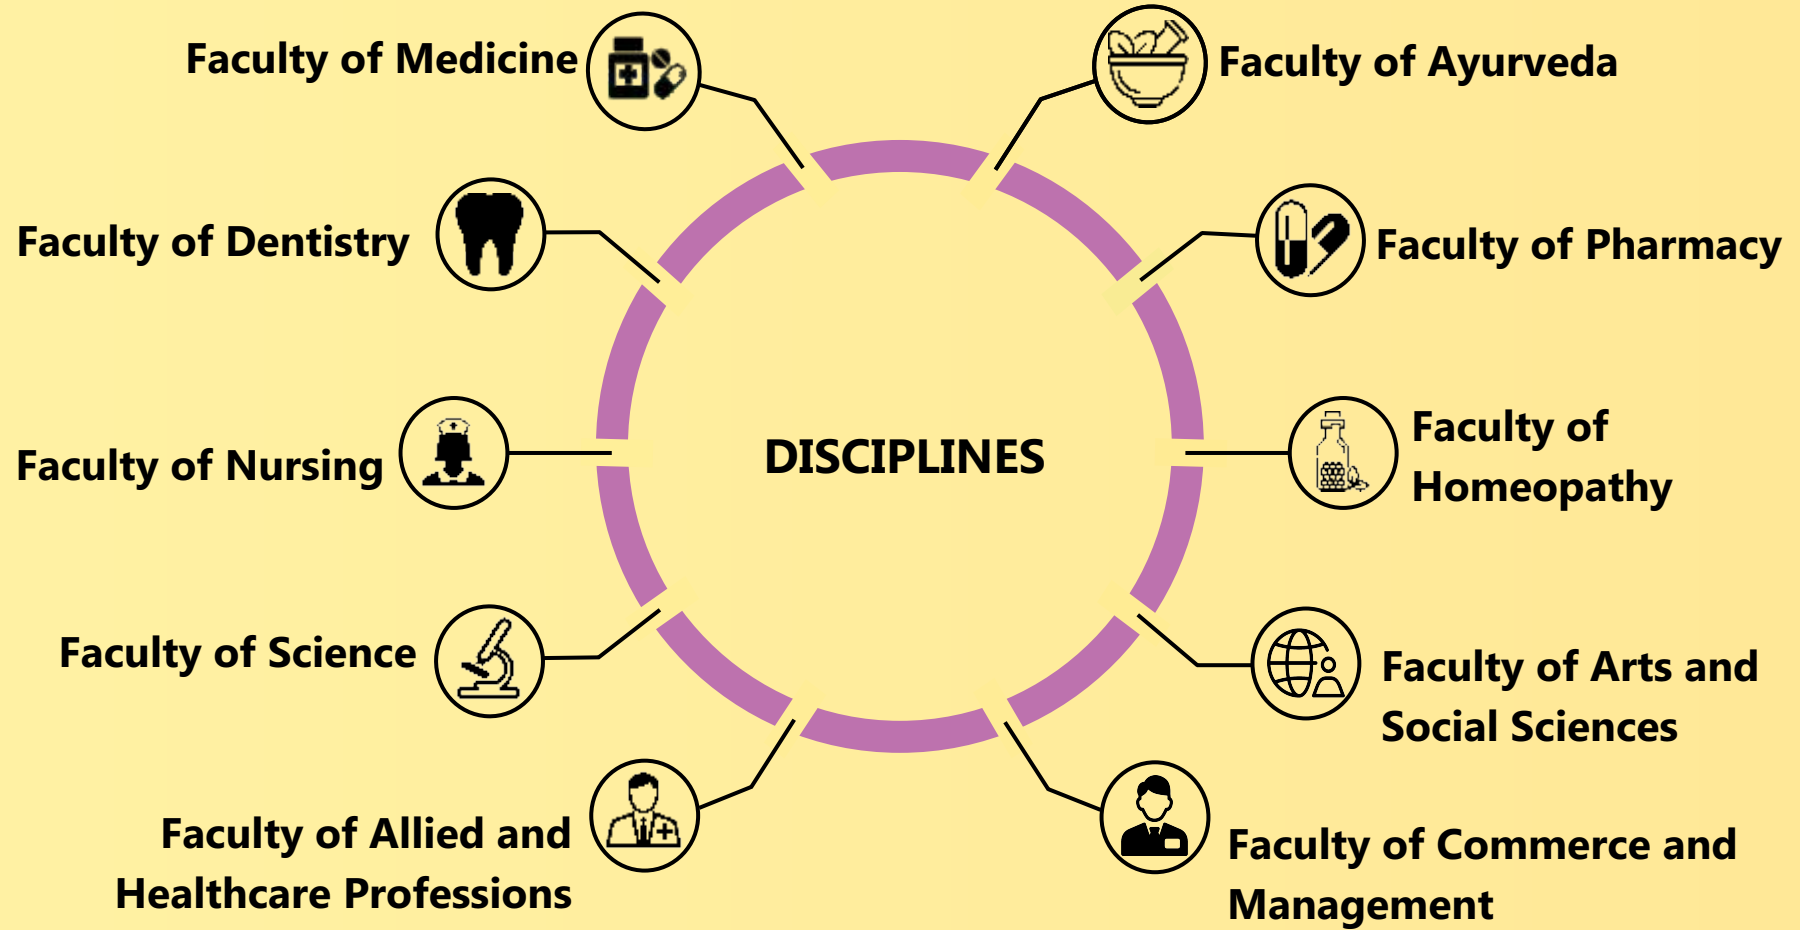 Faculty of Medicine
Faculty of Ayurveda
Faculty of Dentistry
Faculty of Pharmacy
Faculty of Nursing
DISCIPLINES
Faculty of
Homeopathy
Faculty of Science
Faculty of Arts and
Social Sciences
Faculty of Allied and
Healthcare Professions
Faculty of Commerce and
Management